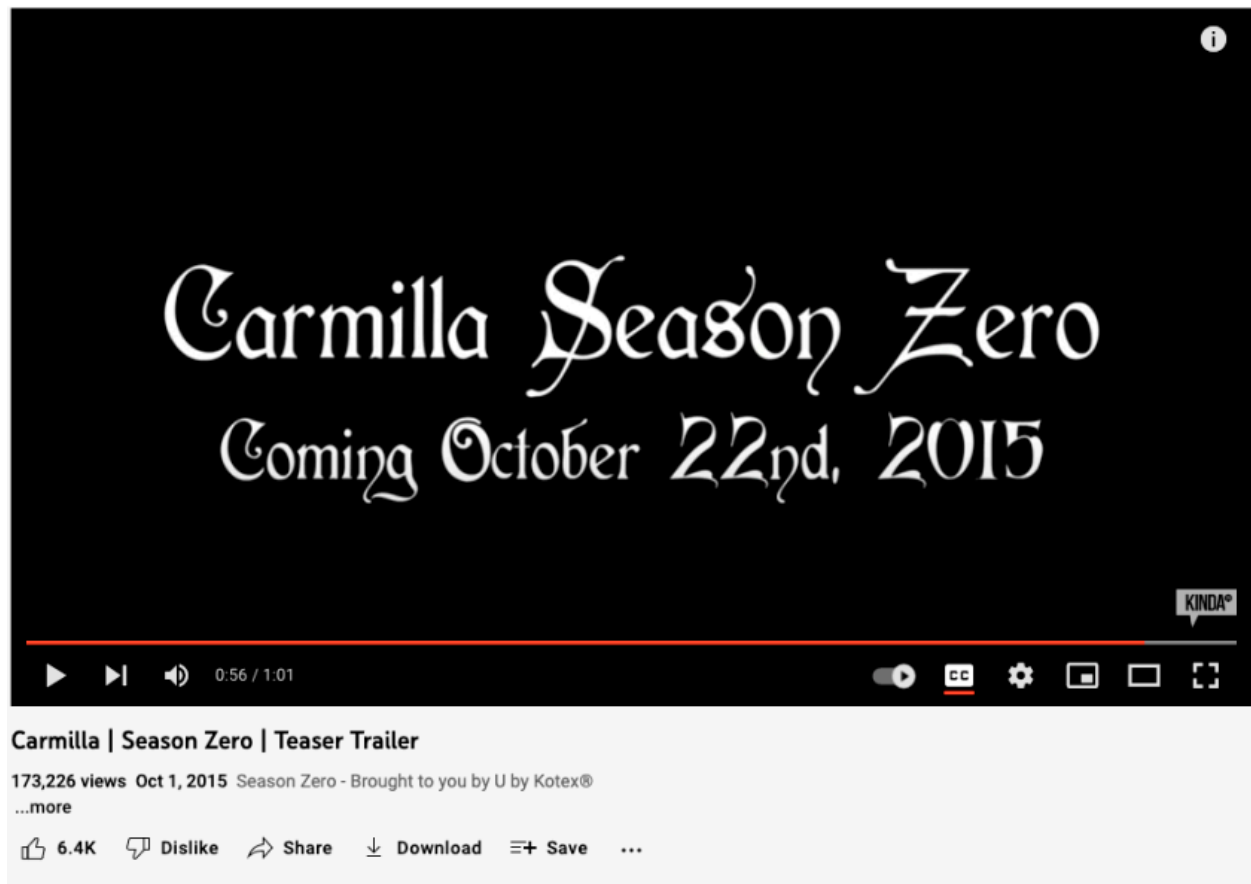 Carmilla Season Zero
Coming October 22nd, 2015
KINDA
0:56 / 1:01
CC
Carmilla | Season Zero | Teaser Trailer
173,226 views Oct 1, 2015 Season Zero - Brought to you by U by Kotex®
...more
6.4K Dislike Share Download Save ...